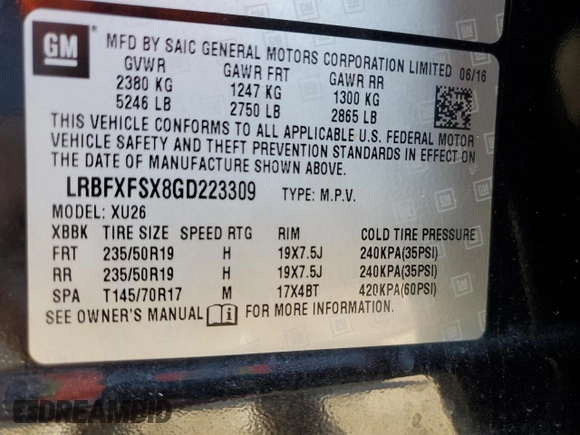 GM
MFD BY SAIC GENERAL MOTORS CORPORATION LIMITED 06/16
GVWR GAWR FRT GAWR RR
2380 KG 1247 KG 1300 KG
5246 LB 2750 LB 2865 LB
THIS VEHICLE CONFORMS TO ALL APPLICABLE U.S. FEDERAL MOTOR
VEHICLE SAFETY AND THEFT PREVENTION STANDARDS IN EFFECT ON
THE DATE OF MANUFACTURE SHOWN ABOVE.
LRBFXFSX8GD223309 TYPE: M.P.V.
MODEL: XU26
XBBK TIRE SIZE SPEED RTG RIM COLD TIRE PRESSURE
FRT 235/50R19 H 19X7.5J 240KPA(35PSI)
RR 235/50R19 H 19X7.5J 240KPA(35PSI)
SPA T145/70R17 M 17X4BT 420KPA(60PSI)
SEE OWNER'S MANUAL i FOR MORE INFORMATION.
DREAMBID